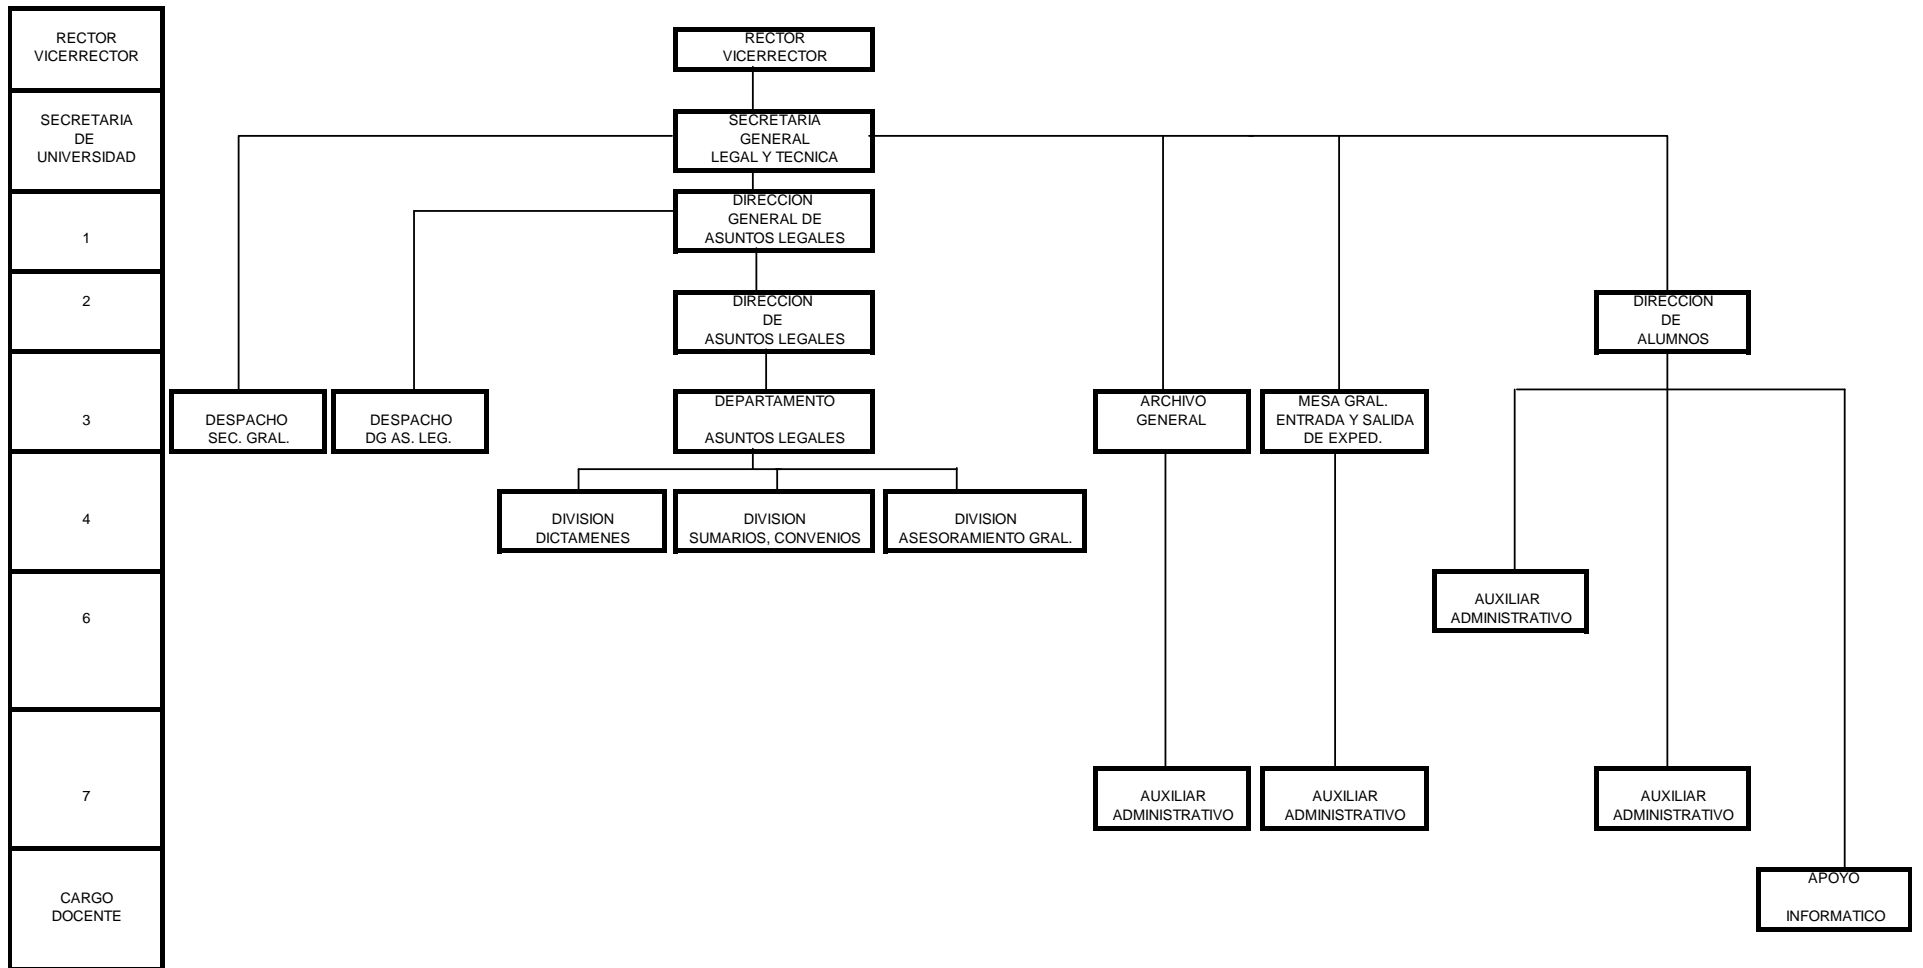 RECTOR
VICERRECTOR
SECRETARIA
DE
UNIVERSIDAD
1
2
3
4
6
7
CARGO
DOCENTE
RECTOR
VICERRECTOR
SECRETARIA
GENERAL
LEGAL Y TECNICA
DIRECCION
GENERAL DE
ASUNTOS LEGALES
DIRECCION
DE
ASUNTOS LEGALES
DIRECCION
DE
ALUMNOS
DESPACHO
SEC. GRAL.
DESPACHO
DG AS. LEG.
DEPARTAMENTO
ASUNTOS LEGALES
ARCHIVO
GENERAL
MESA GRAL.
ENTRADA Y SALIDA
DE EXPED.
DIVISION
DICTAMENES
DIVISION
SUMARIOS, CONVENIOS
DIVISION
ASESORAMIENTO GRAL.
AUXILIAR
ADMINISTRATIVO
AUXILIAR
ADMINISTRATIVO
AUXILIAR
ADMINISTRATIVO
AUXILIAR
ADMINISTRATIVO
APOYO
INFORMATICO